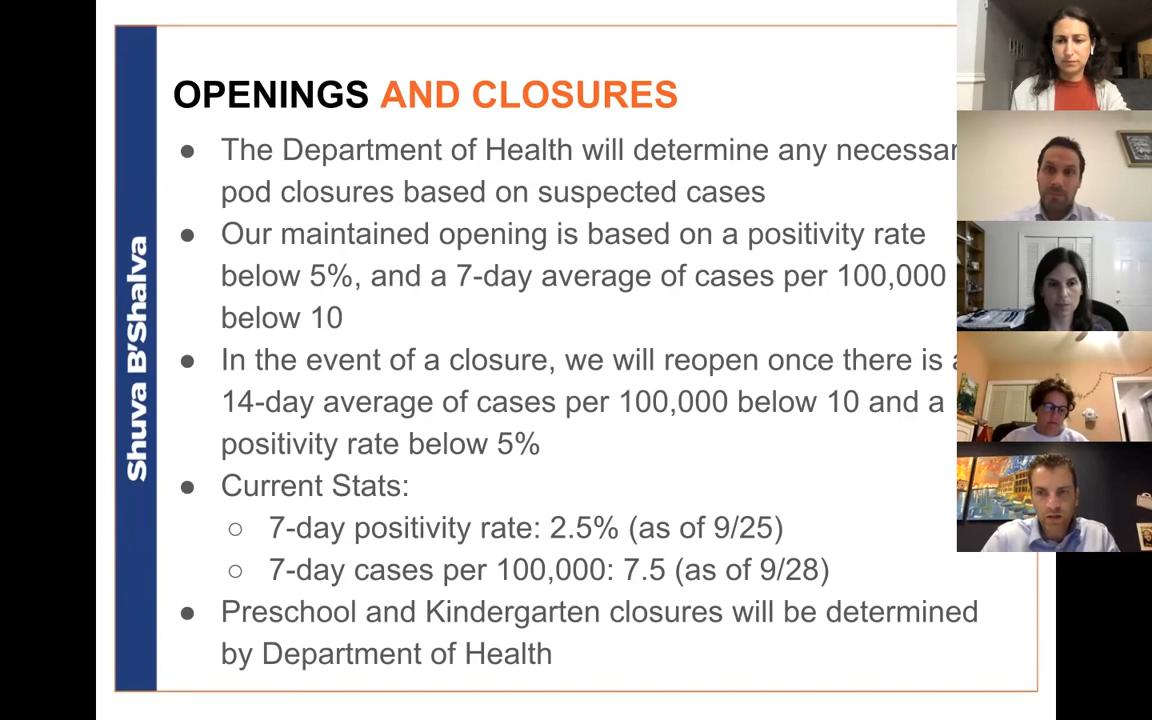 OPENINGS AND CLOSURES
● The Department of Health will determine any
pod closures based on suspected cases
● Our maintained opening is based on a positivity rate
below 5%, and a 7-day average of cases per 100,000
below 10
● In the event of a closure, we will reopen once there is
14-day average of cases per 100,000 below 10 and a
positivity rate below 5%
● Current Stats:
○ 7-day positivity rate: 2.5% (as of 9/25)
○ 7-day cases per 100,000: 7.5 (as of 9/28)
● Preschool and Kindergarten closures will be determined
by Department of Health
Shuva B'Shalva